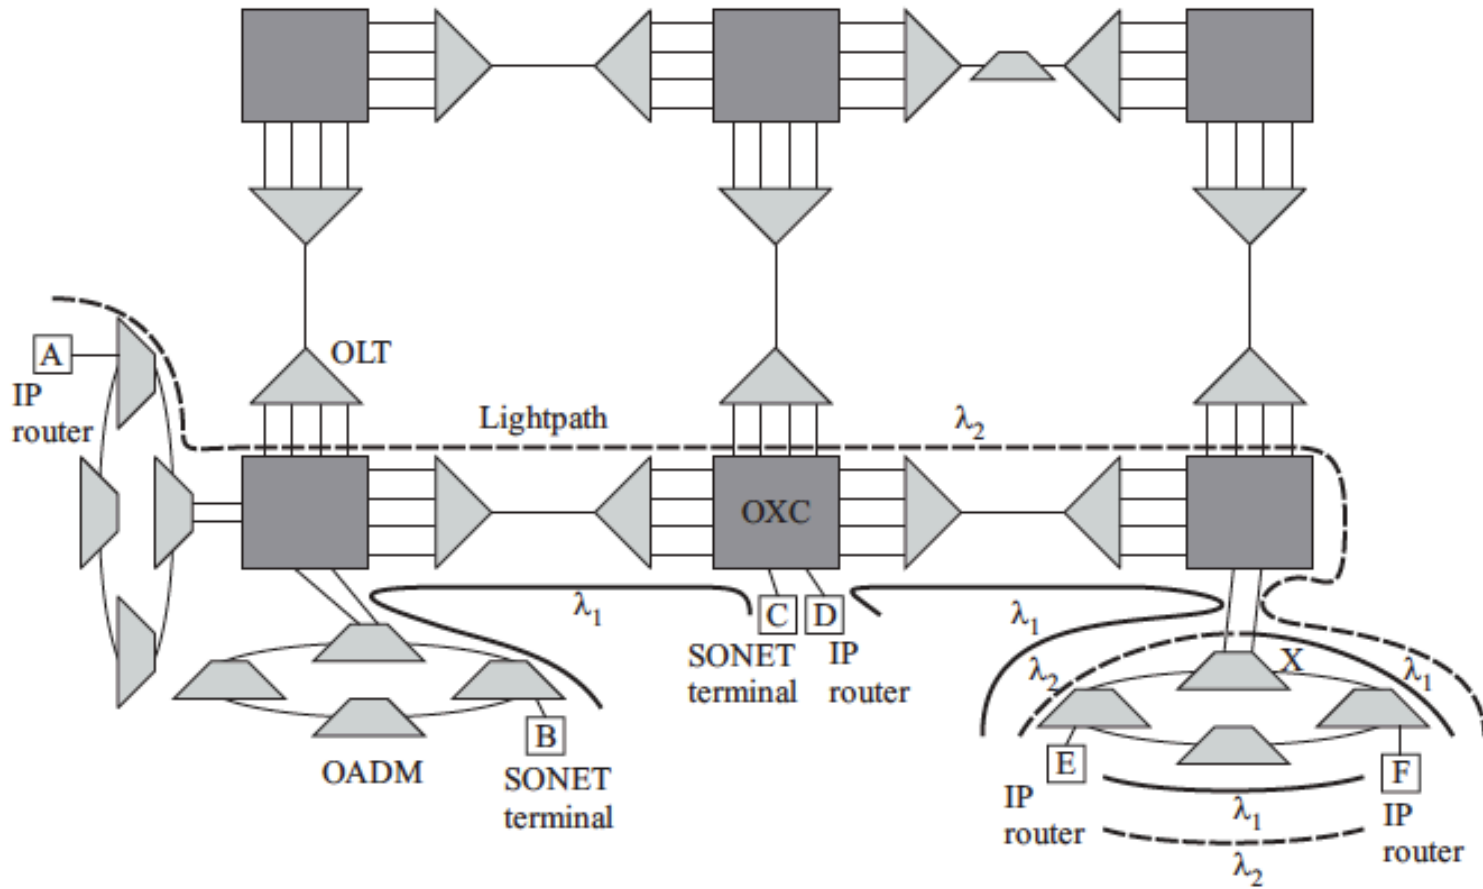 OLT
A
IP
router
Lightpath
λ2
OXC
λ1
C
D
SONET
terminal
IP
router
λ1
λ2
X
λ1
B
OADM
SONET
terminal
E
F
IP
router
λ1
IP
router
λ2